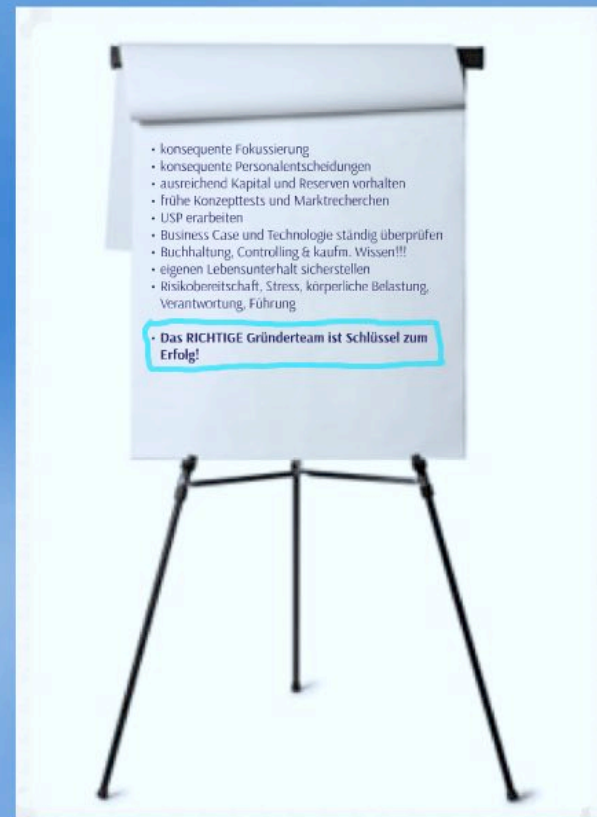 • konsequente Fokussierung
• konsequente Personalentscheidungen
• ausreichend Kapital und Reserven vorhalten
• frühe Konzepttests und Marktrecherchen
• USP erarbeiten
• Business Case und Technologie ständig überprüfen
• Buchhaltung, Controlling & kaufm. Wissen!!!
• eigenen Lebensunterhalt sicherstellen
• Risikobereitschaft, Stress, körperliche Belastung,
Verantwortung, Führung
• Das RICHTIGE Gründerteam ist Schlüssel zum
Erfolg!